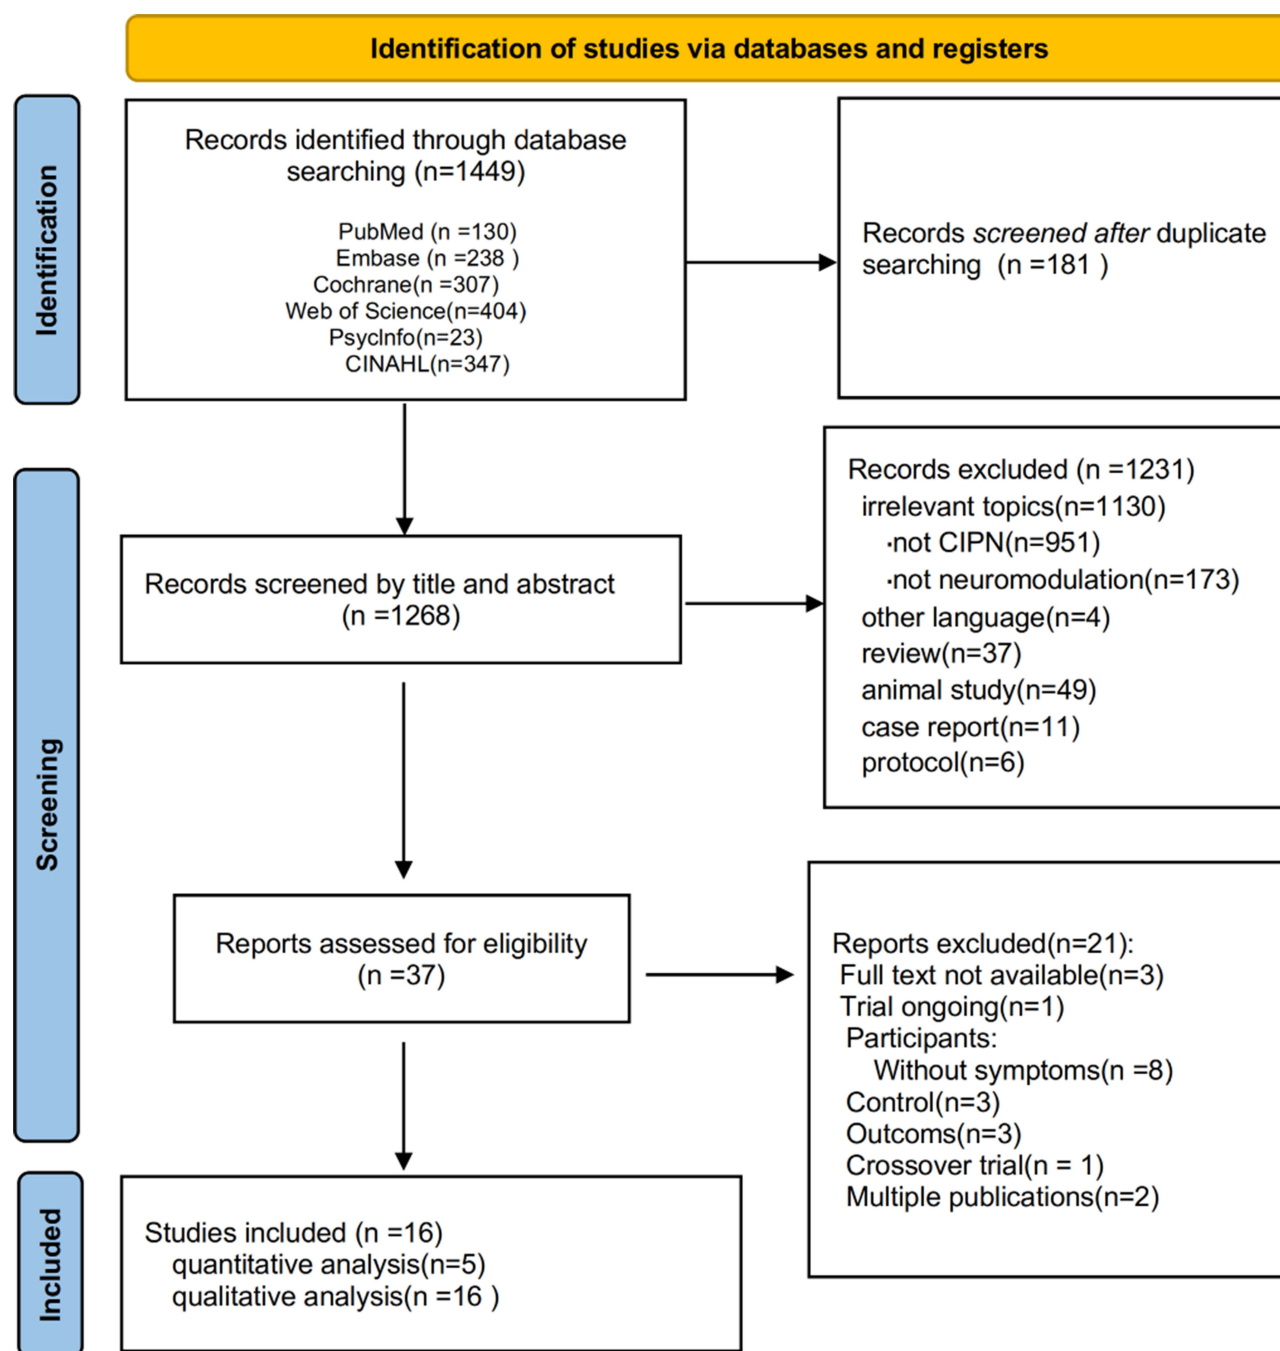 Identification of studies via databases and registers
Identification
Records identified through database
searching (n=1449)
PubMed (n =130)
Embase (n =238 )
Cochrane(n =307)
Web of Science(n=404)
PsycInfo(n=23)
CINAHL(n=347)
Records screened after duplicate
searching (n =181 )
Screening
Records screened by title and abstract
(n =1268)
Records excluded (n =1231)
irrelevant topics(n=1130)
·not CIPN(n=951)
·not neuromodulation(n=173)
other language(n=4)
review(n=37)
animal study(n=49)
case report(n=11)
protocol(n=6)
Reports assessed for eligibility
(n =37)
Reports excluded(n=21):
Full text not available(n=3)
Trial ongoing(n=1)
Participants:
Without symptoms(n =8)
Control(n=3)
Outcoms(n=3)
Crossover trial(n = 1)
Multiple publications(n=2)
Included
Studies included (n =16)
quantitative analysis(n=5)
qualitative analysis(n =16 )